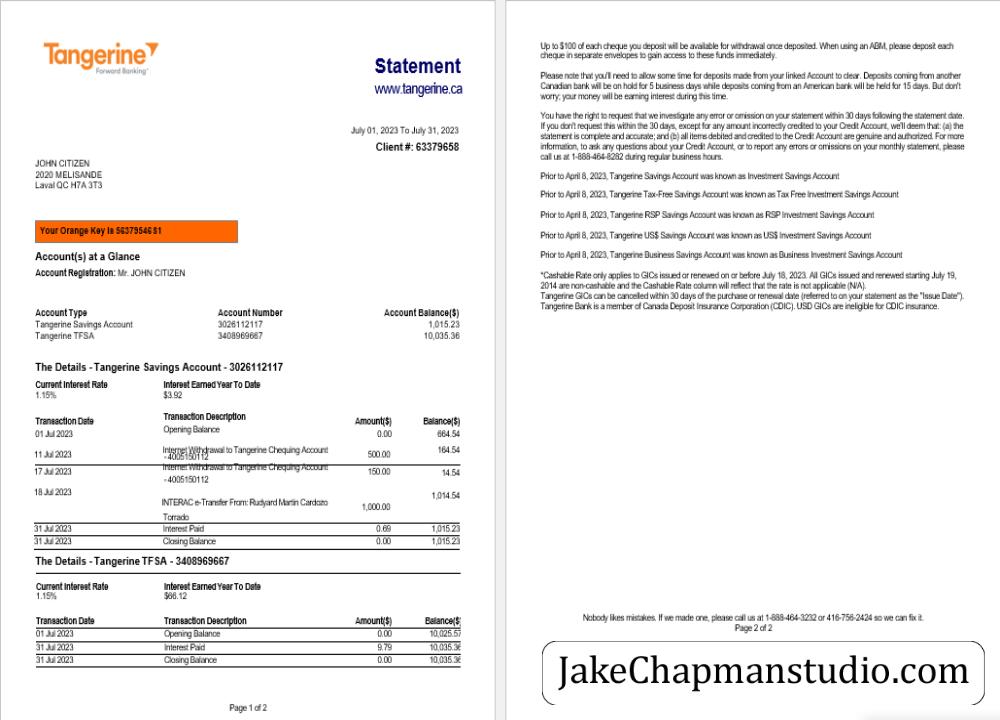 Tangerine
Forward Banking
Statement
www.tangerine.ca
July 01, 2023 To July 31, 2023
Client #: 63379658
JOHN CITIZEN
2020 MELISANDE
Laval QC H7A 3T3
Your Orange Key Is 5637954681
Account(s) at a Glance
Account Registration: Mr. JOHN CITIZEN
Account Type Account Number Account Balance($)
Tangerine Savings Account 3026112117 1,015.23
Tangerine TFSA 3408969667 10,035.36
The Details - Tangerine Savings Account - 3026112117
Current Interest Rate Interest Earned Year To Date
1.15% $3.92
Transaction Date Transaction Description Amount($) Balance($)
01 Jul 2023 Opening Balance 0.00 664.54
11 Jul 2023 Internet Withdrawal to Tangerine Chequing Account 500.00 164.54
- 4005150112
17 Jul 2023 Internet Withdrawal to Tangerine Chequing Account 150.00 14.54
- 4005150112
18 Jul 2023 1,014.54
INTERAC e-Transfer From: Rudyard Martin Cardozo 1,000.00
Torrado
31 Jul 2023 Interest Paid 0.69 1,015.23
31 Jul 2023 Closing Balance 0.00 1,015.23
The Details - Tangerine TFSA - 3408969667
Current Interest Rate Interest Earned Year To Date
1.15% $66.12
Transaction Date Transaction Description Amount($) Balance($)
01 Jul 2023 Opening Balance 0.00 10,025.57
31 Jul 2023 Interest Paid 9.79 10,035.36
31 Jul 2023 Closing Balance 0.00 10,035.36
Page 1 of 2
Up to $100 of each cheque you deposit will be available for withdrawal once deposited. When using an ABM, please deposit each
cheque in separate envelopes to gain access to these funds immediately.
Please note that you'll need to allow some time for deposits made from your linked Account to clear. Deposits coming from another
Canadian bank will be on hold for 5 business days while deposits coming from an American bank will be held for 15 days. But don't
worry; your money will be earning interest during this time.
You have the right to request that we investigate any error or omission on your statement within 30 days following the statement date.
If you don't request this within the 30 days, except for any amount incorrectly credited to your Credit Account, we'll deem that: (a) the
statement is complete and accurate; and (b) all items debited and credited to the Credit Account are genuine and authorized. For more
information, to ask any questions about your Credit Account, or to report any errors or omissions on your monthly statement, please
call us at 1-888-464-8282 during regular business hours.
Prior to April 8, 2023, Tangerine Savings Account was known as Investment Savings Account
Prior to April 8, 2023, Tangerine Tax-Free Savings Account was known as Tax Free Investment Savings Account
Prior to April 8, 2023, Tangerine RSP Savings Account was known as RSP Investment Savings Account
Prior to April 8, 2023, Tangerine US$ Savings Account was known as US$ Investment Savings Account
Prior to April 8, 2023, Tangerine Business Savings Account was known as Business Investment Savings Account
*Cashable Rate only applies to GICs issued or renewed on or before July 18, 2023. All GICs issued and renewed starting July 19,
2014 are non-cashable and the Cashable Rate column will reflect that the rate is not applicable (N/A).
Tangerine GICs can be cancelled within 30 days of the purchase or renewal date (referred to on your statement as the "Issue Date").
Tangerine Bank is a member of Canada Deposit Insurance Corporation (CDIC). USD GICs are ineligible for CDIC insurance.
Nobody likes mistakes. If we made one, please call us at 1-888-464-3232 or 416-756-2424 so we can fix it.
Page 2 of 2
JakeChapmanstudio.com